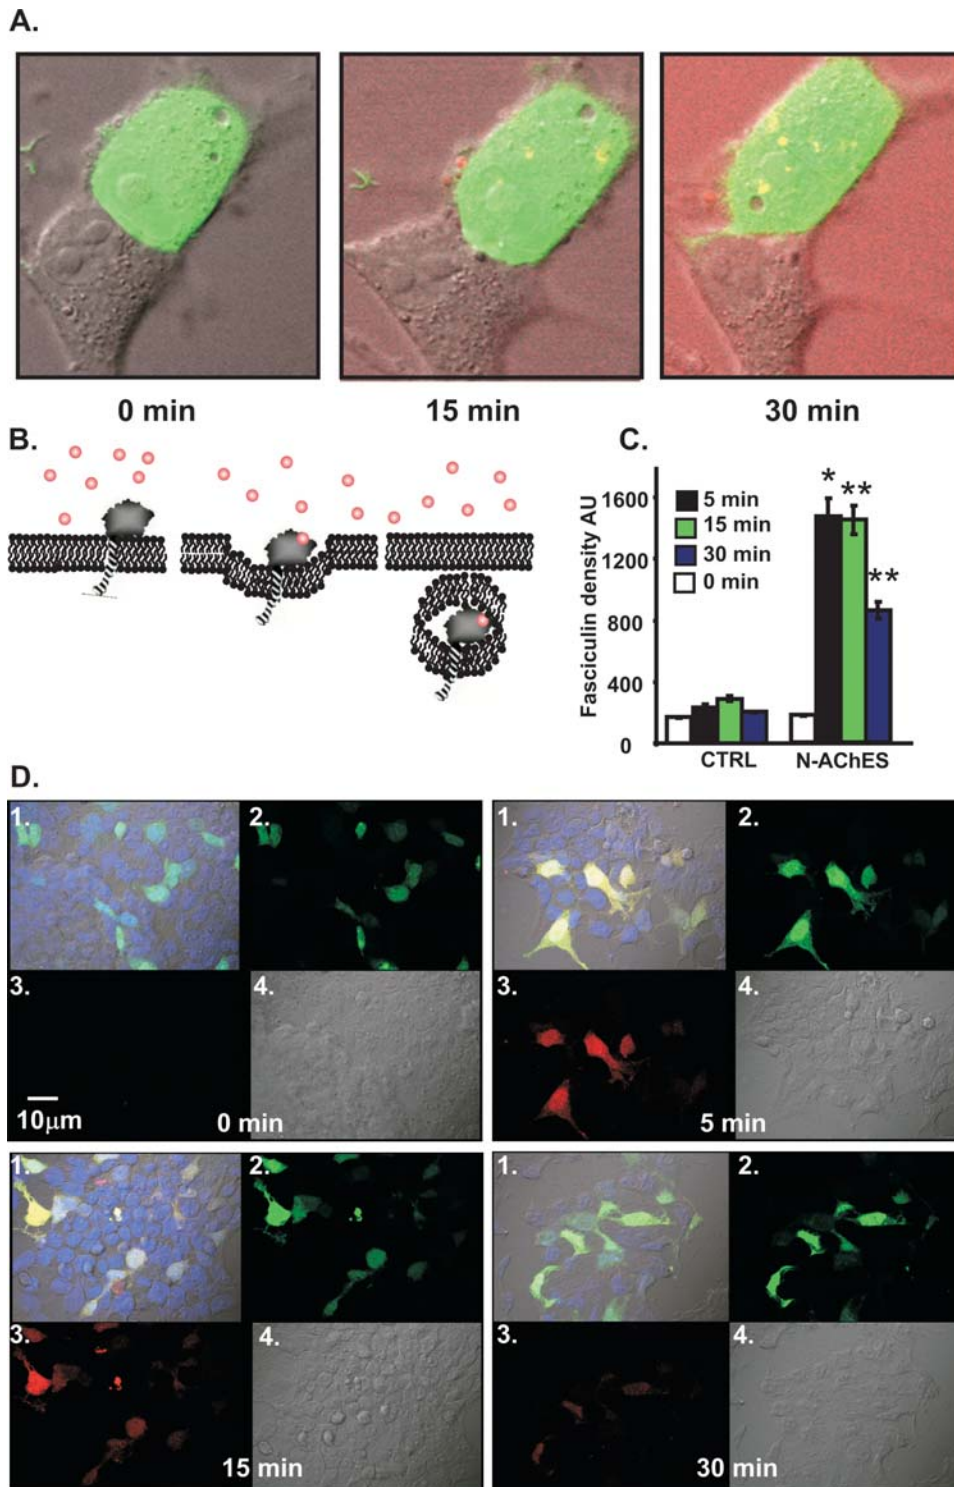 A.
0 min
15 min
30 min
B.
C.
Fasciculin density AU
1600
1200
800
400
0
5 min
15 min
30 min
0 min
*
**
**
CTRL
N-AChES
D.
1.
2.
3.
4.
10μm
0 min
1.
2.
3.
4.
5 min
1.
2.
3.
4.
15 min
1.
2.
3.
4.
30 min